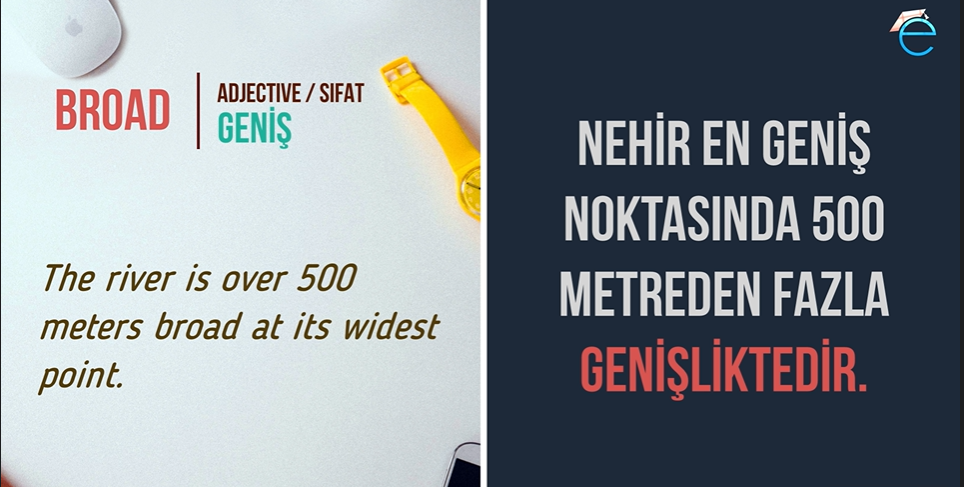 BROAD
ADJECTIVE / SIFAT
GENİŞ
The river is over 500
meters broad at its widest
point.
e
NEHİR EN GENİŞ
NOKTASINDA 500
METREDEN FAZLA
GENİŞLİKTEDİR.